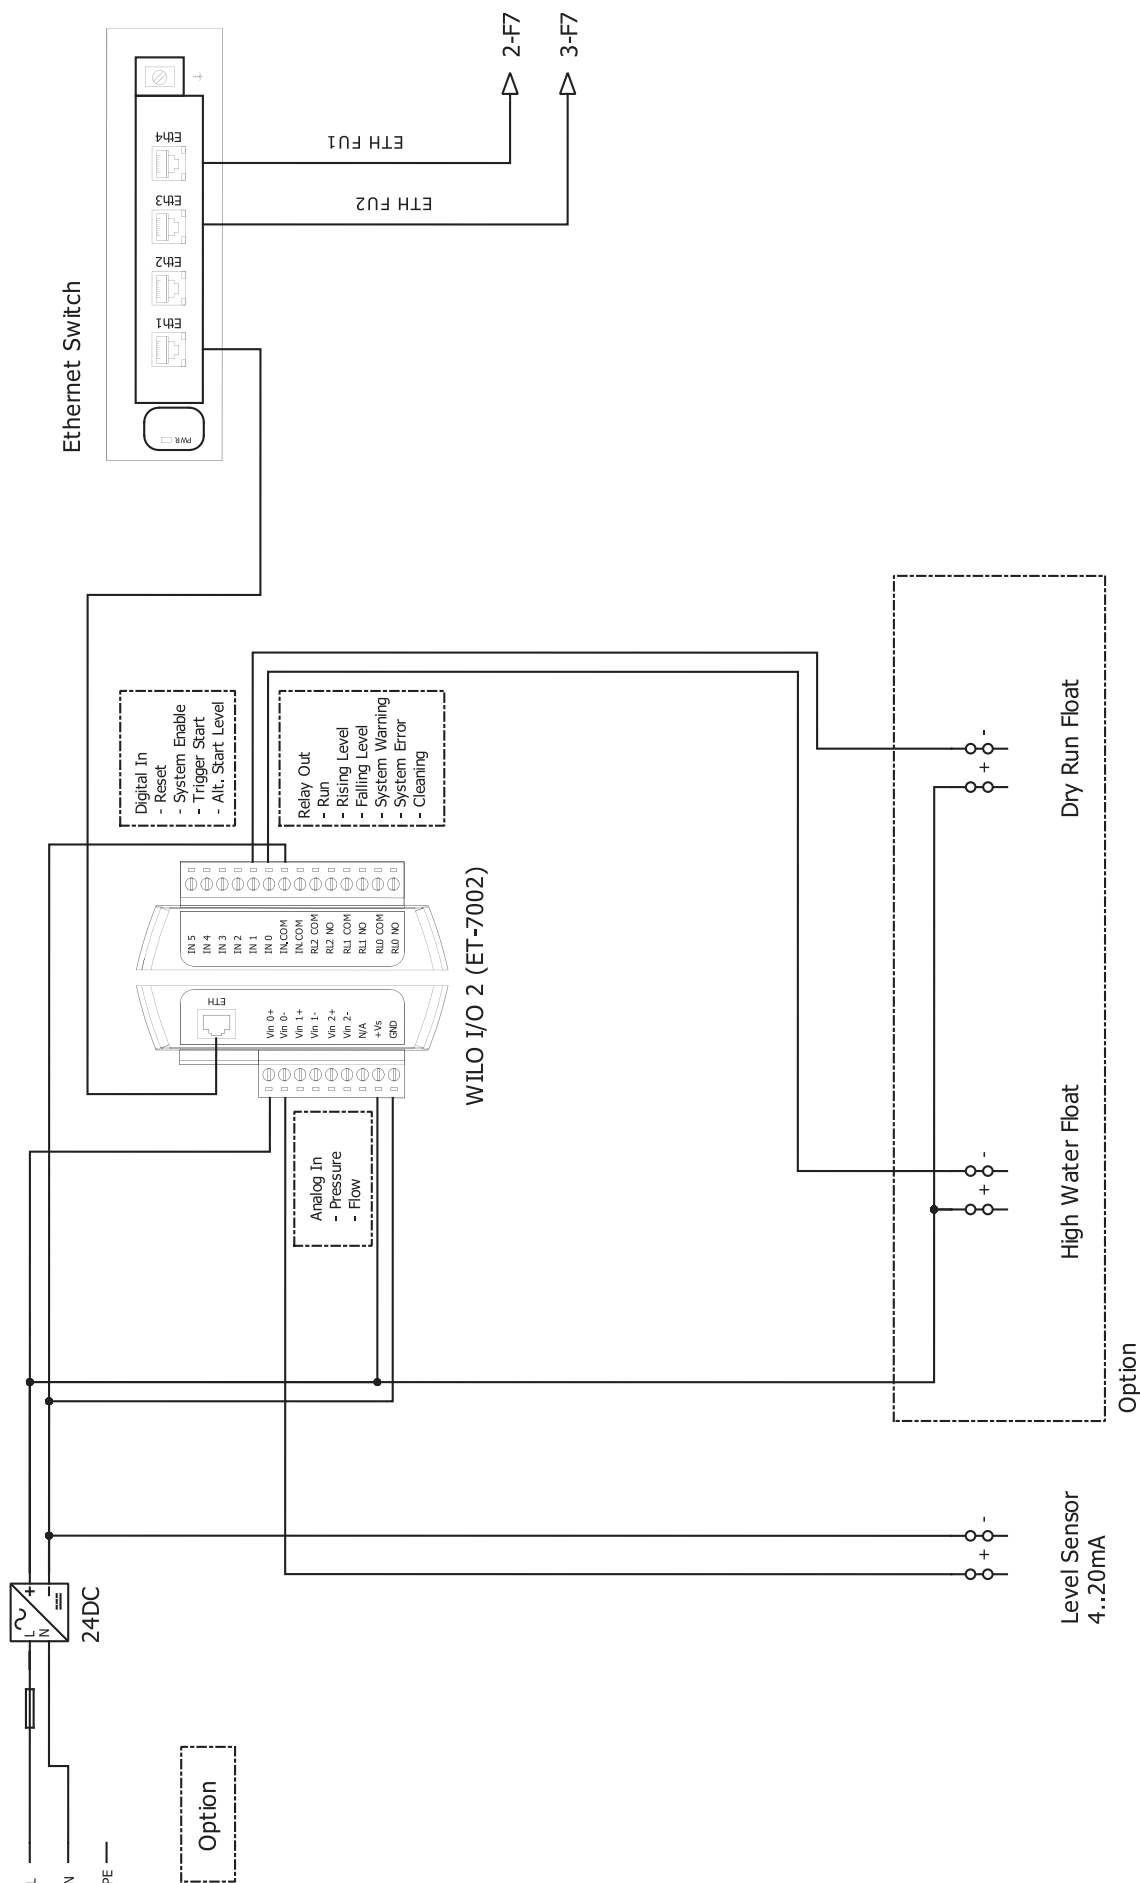 L
N
PE
Option
L
N
+
-
24DC
Level Sensor
4..20mA
+
-
WILO I/O 2 (ET-7002)
ETH
Vin 0+
Vin 0-
Vin 1+
Vin 1-
Vin 2+
Vin 2-
N/A
+Vs
GND
IN 5
IN 4
IN 3
IN 2
IN 1
IN 0
IN.COM
IN.COM
RL2 COM
RL2 NO
RL1 COM
RL1 NO
RL0 COM
RL0 NO
Analog In
- Pressure
- Flow
Digital In
- Reset
- System Enable
- Trigger Start
- Alt. Start Level
Relay Out
- Run
- Rising Level
- Falling Level
- System Warning
- System Error
- Cleaning
Ethernet Switch
PWR
Eth1
Eth2
Eth3
Eth4
ETH FU1
ETH FU2
2-F7
3-F7
High Water Float
+
-
Dry Run Float
+
-
Option